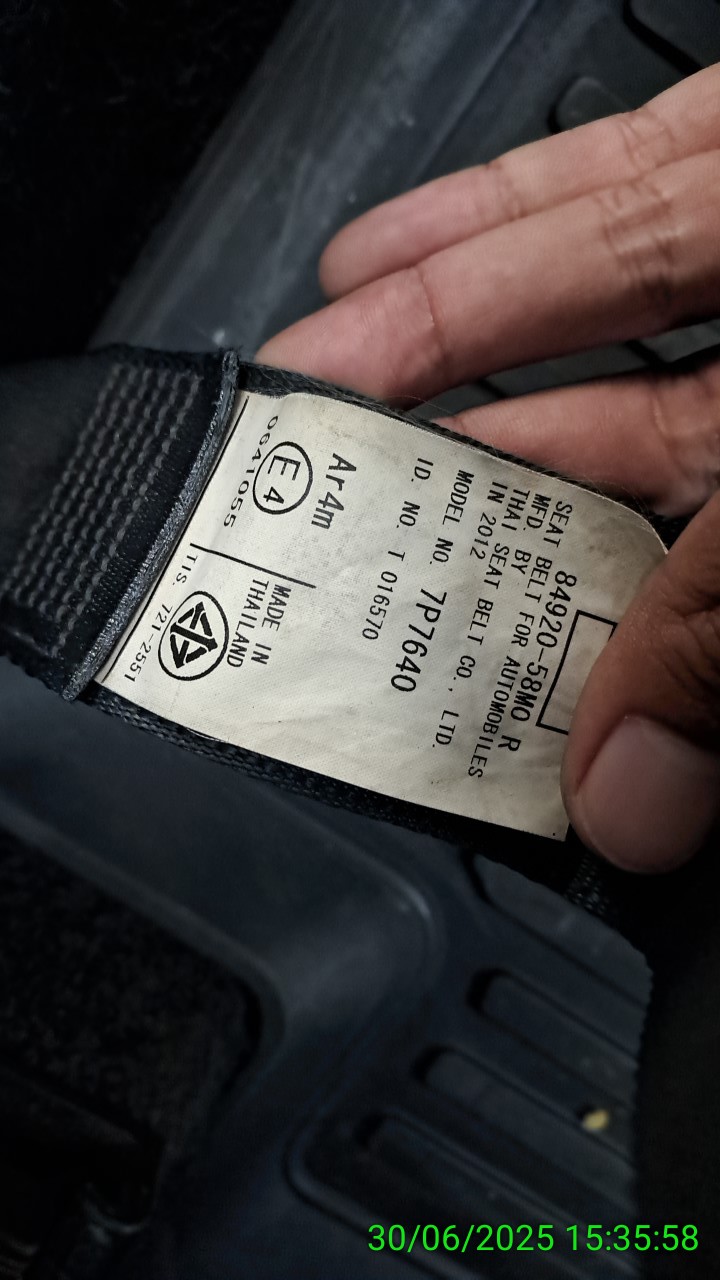 84920-58M0 R
SEAT BELT FOR AUTOMOBILES
MFD. BY
THAI SEAT BELT CO., LTD.
IN 2012
MODEL NO. 7P7640
ID. NO. T 016570
Ar4m
E4
0641055
MADE IN
THAILAND
TIS. 721-2551
30/06/2025 15:35:58